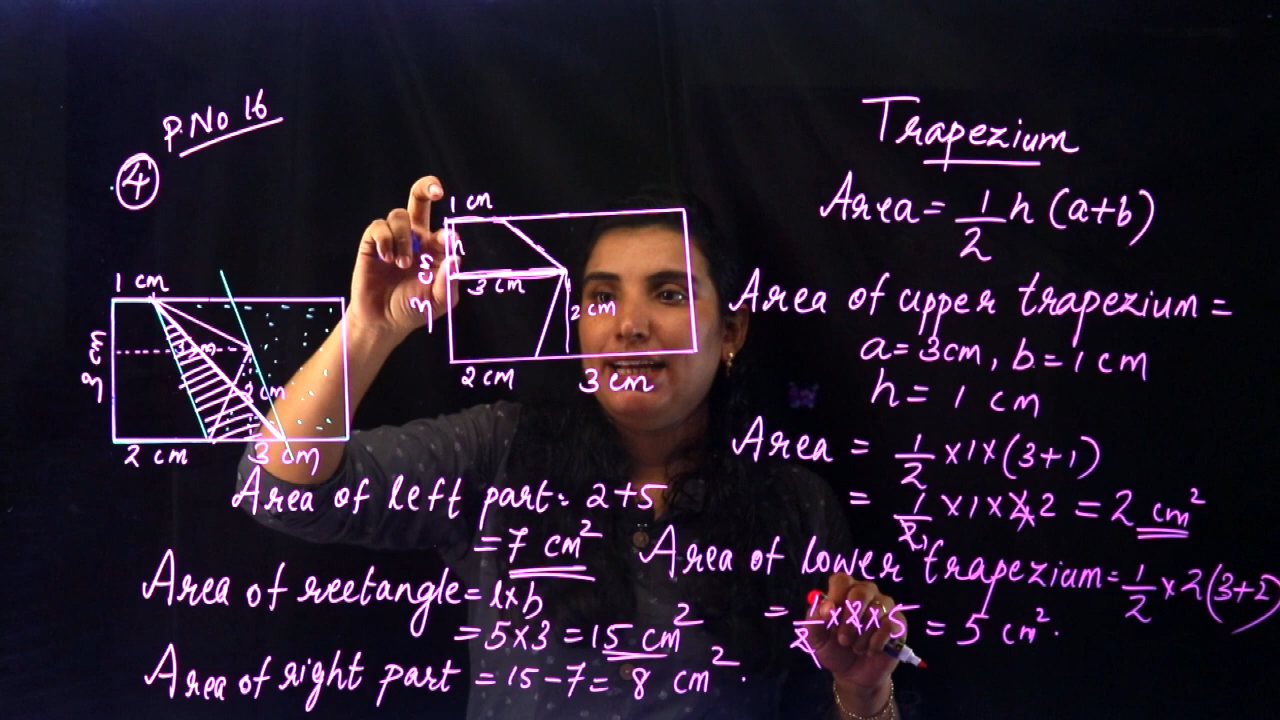 P.No 16
4
1 cm
3 cm
3 cm
2 cm
2 cm
3 cm
1 cm
h
3 cm
3 cm
2 cm
2 cm
3 cm
Trapezium
Area = 1/2 h (a+b)
Area of upper trapezium =
a = 3cm, b = 1 cm
h = 1 cm
Area = 1/2 × 1 × (3+1)
= 1/2 × 1 × 4 2 = 2 cm²
Area of left part = 2+5
= 7 cm²
Area of lower trapezium = 1/2 × 2(3+2)
= 1/2 × 2 × 5 = 5 cm².
Area of rectangle = l×b
= 5×3 = 15 cm²
Area of right part = 15-7 = 8 cm².